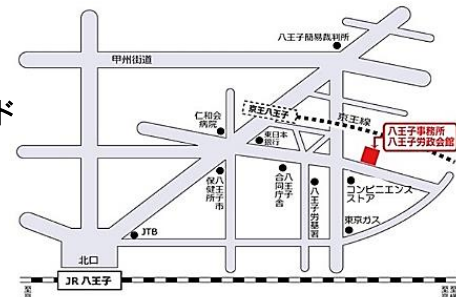 ド
八王子簡易裁判所
甲州街道
京王八王子
京王線
仁和会
病院
東日本
銀行
八王子事務所
八王子労政会館
八王子市
保健所
八王子
合同庁舎
八王子労基署
コンビニエンス
ストア
東京ガス
JTB
北口
JR 八王子